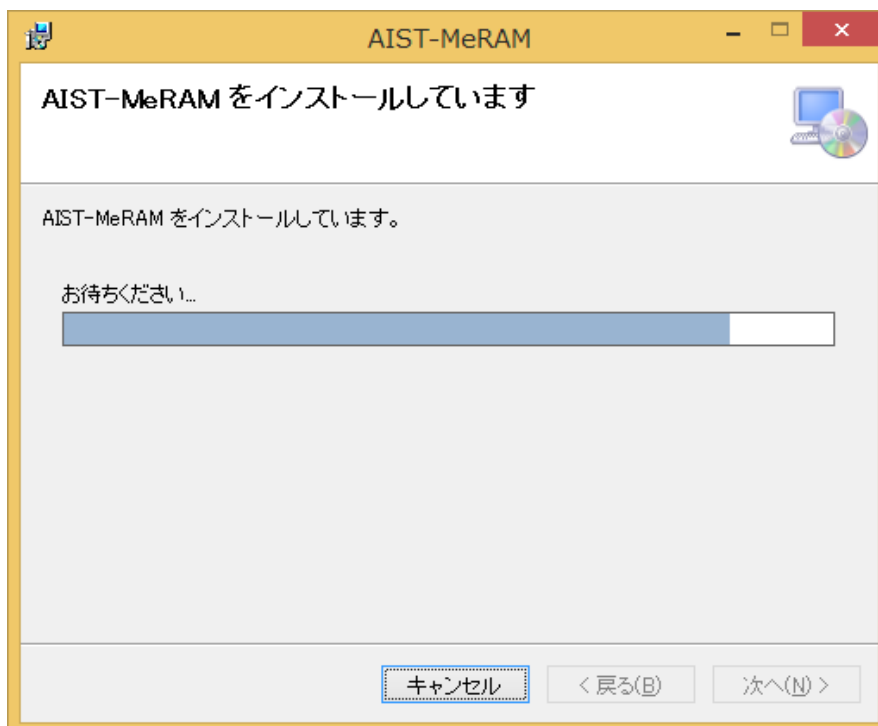 AIST-MeRAM
AIST-MeRAM をインストールしています
AIST-MeRAM をインストールしています。
お待ちください...
キャンセル
< 戻る(B)
次へ(N) >